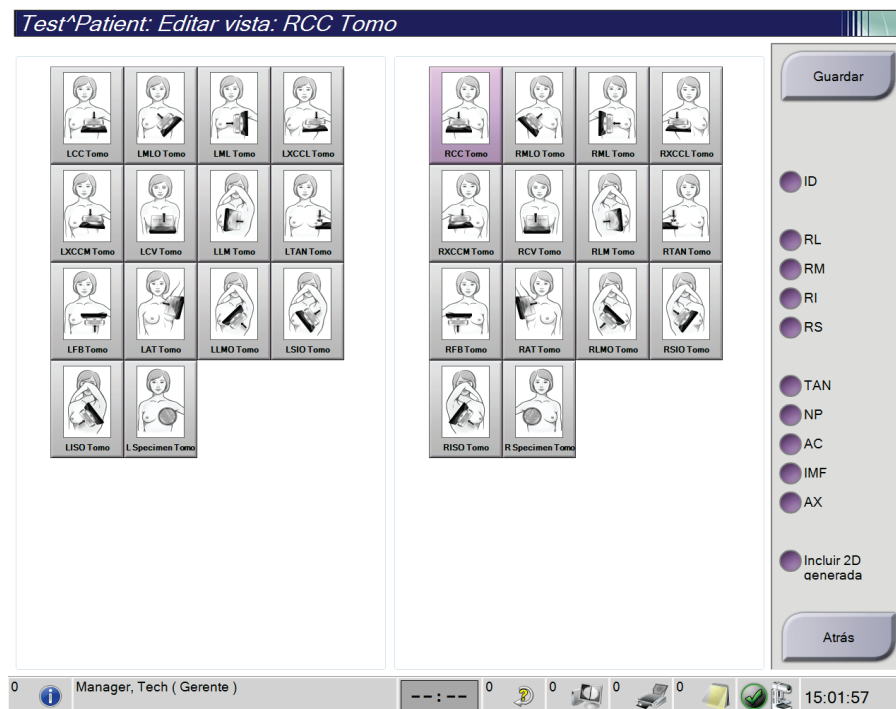 Test^Patient: Editar vista: RCC Tomo
LCC Tomo
LMLO Tomo
LML Tomo
LXCCL Tomo
LXCCM Tomo
LCV Tomo
LLM Tomo
LTAN Tomo
LFB Tomo
LAT Tomo
LLMO Tomo
LSIO Tomo
LISO Tomo
L Specimen Tomo
RCC Tomo
RMLO Tomo
RML Tomo
RXCCL Tomo
RXCCM Tomo
RCV Tomo
RLM Tomo
RTAN Tomo
RFB Tomo
RAT Tomo
RLMO Tomo
RSIO Tomo
RISO Tomo
R Specimen Tomo
Guardar
ID
RL
RM
RI
RS
TAN
NP
AC
IMF
AX
Incluir 2D
generada
Atrás
0
Manager, Tech ( Gerente )
--:--
0
0
0
0
15:01:57